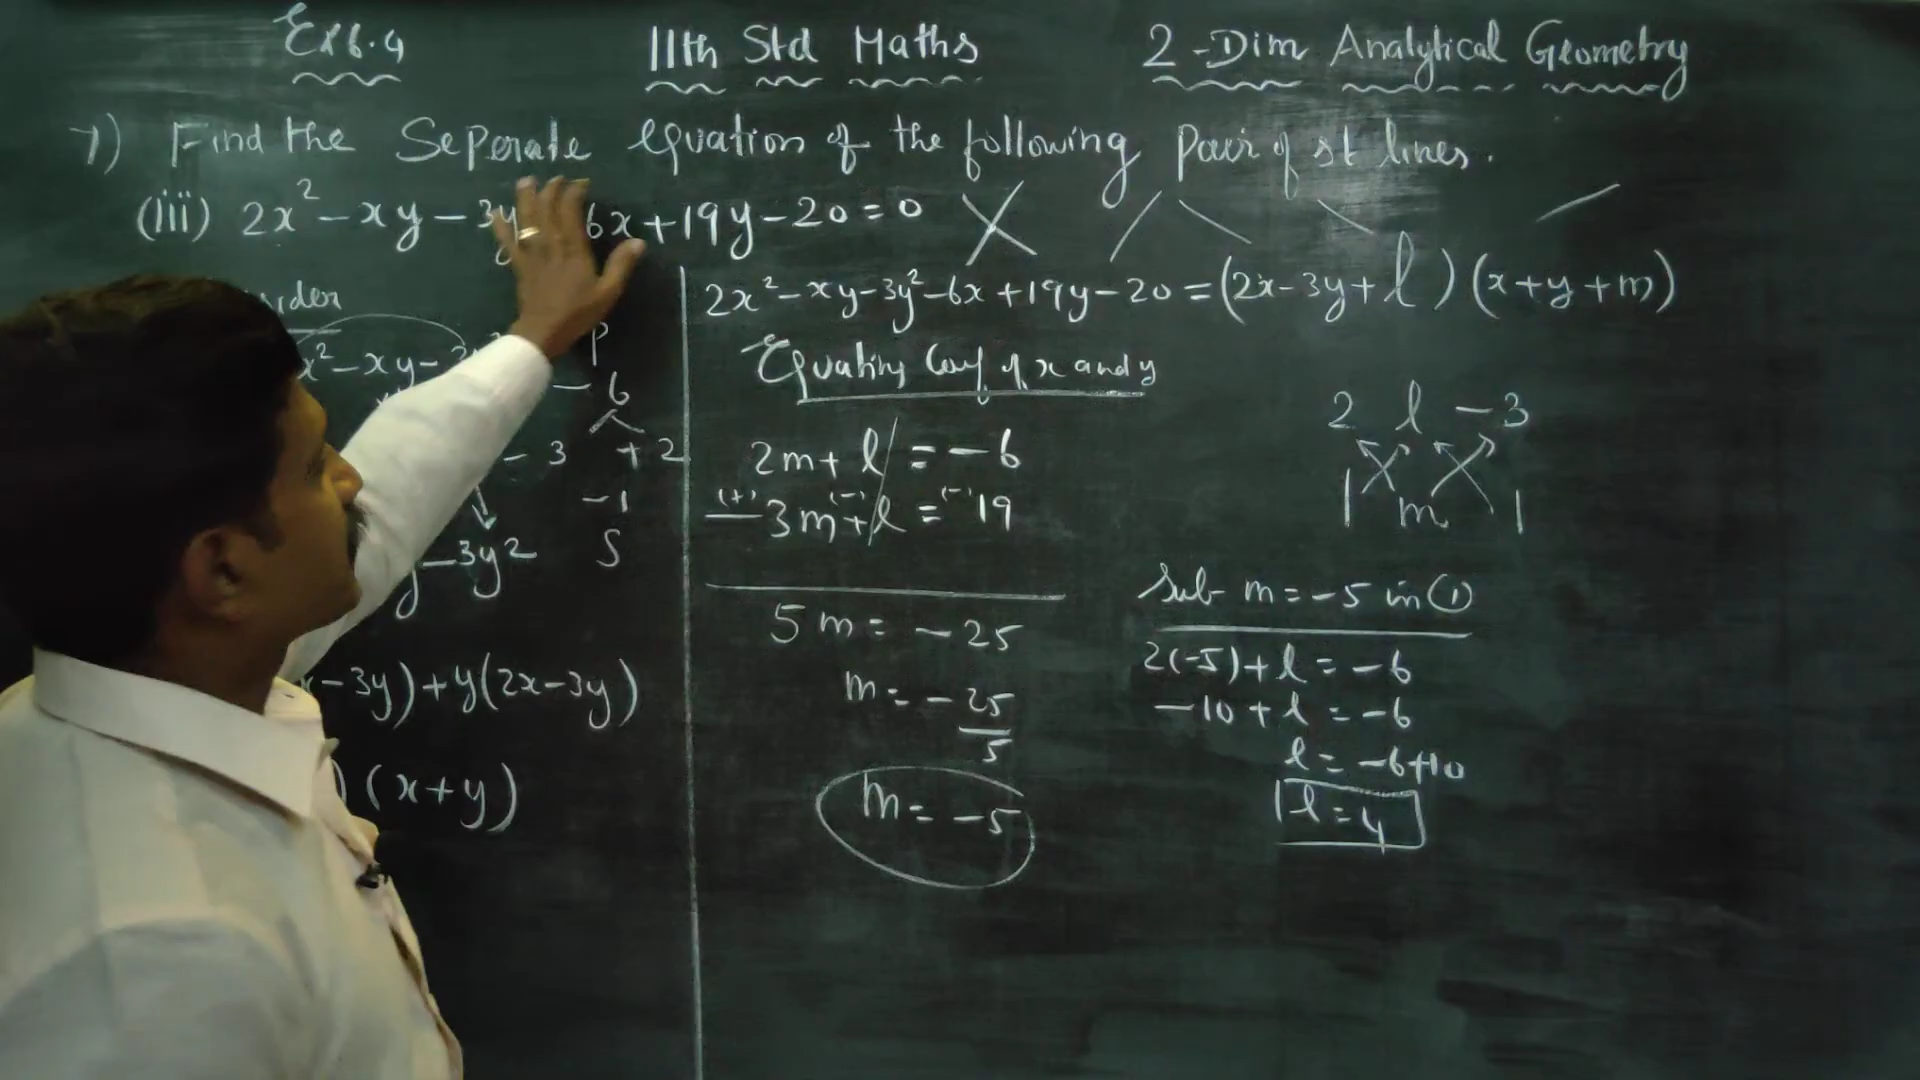 Ex 6.4 11th Std Maths 2-Dim Analytical Geometry
7) Find the Seperate equation of the following pair of st lines.
(iii) 2x² - xy - 3y 6x + 19y - 20 = 0
x² - xy -
P
- 6
- 3 + 2
- 1
S
y - 3y²
- 3y) + y(2x - 3y)
) (x + y)
2x² - xy - 3y² - 6x + 19y - 20 = (2x - 3y + l) (x + y + m)
Equating Coef. of x and y
2m + l = -6
(+) (-) (-)
-3m + l = 19
5m = -25
m = -25/5
m = -5
2 l -3
1 m 1
Sub m = -5 in ①
2(-5) + l = -6
-10 + l = -6
l = -6+10
l = 4